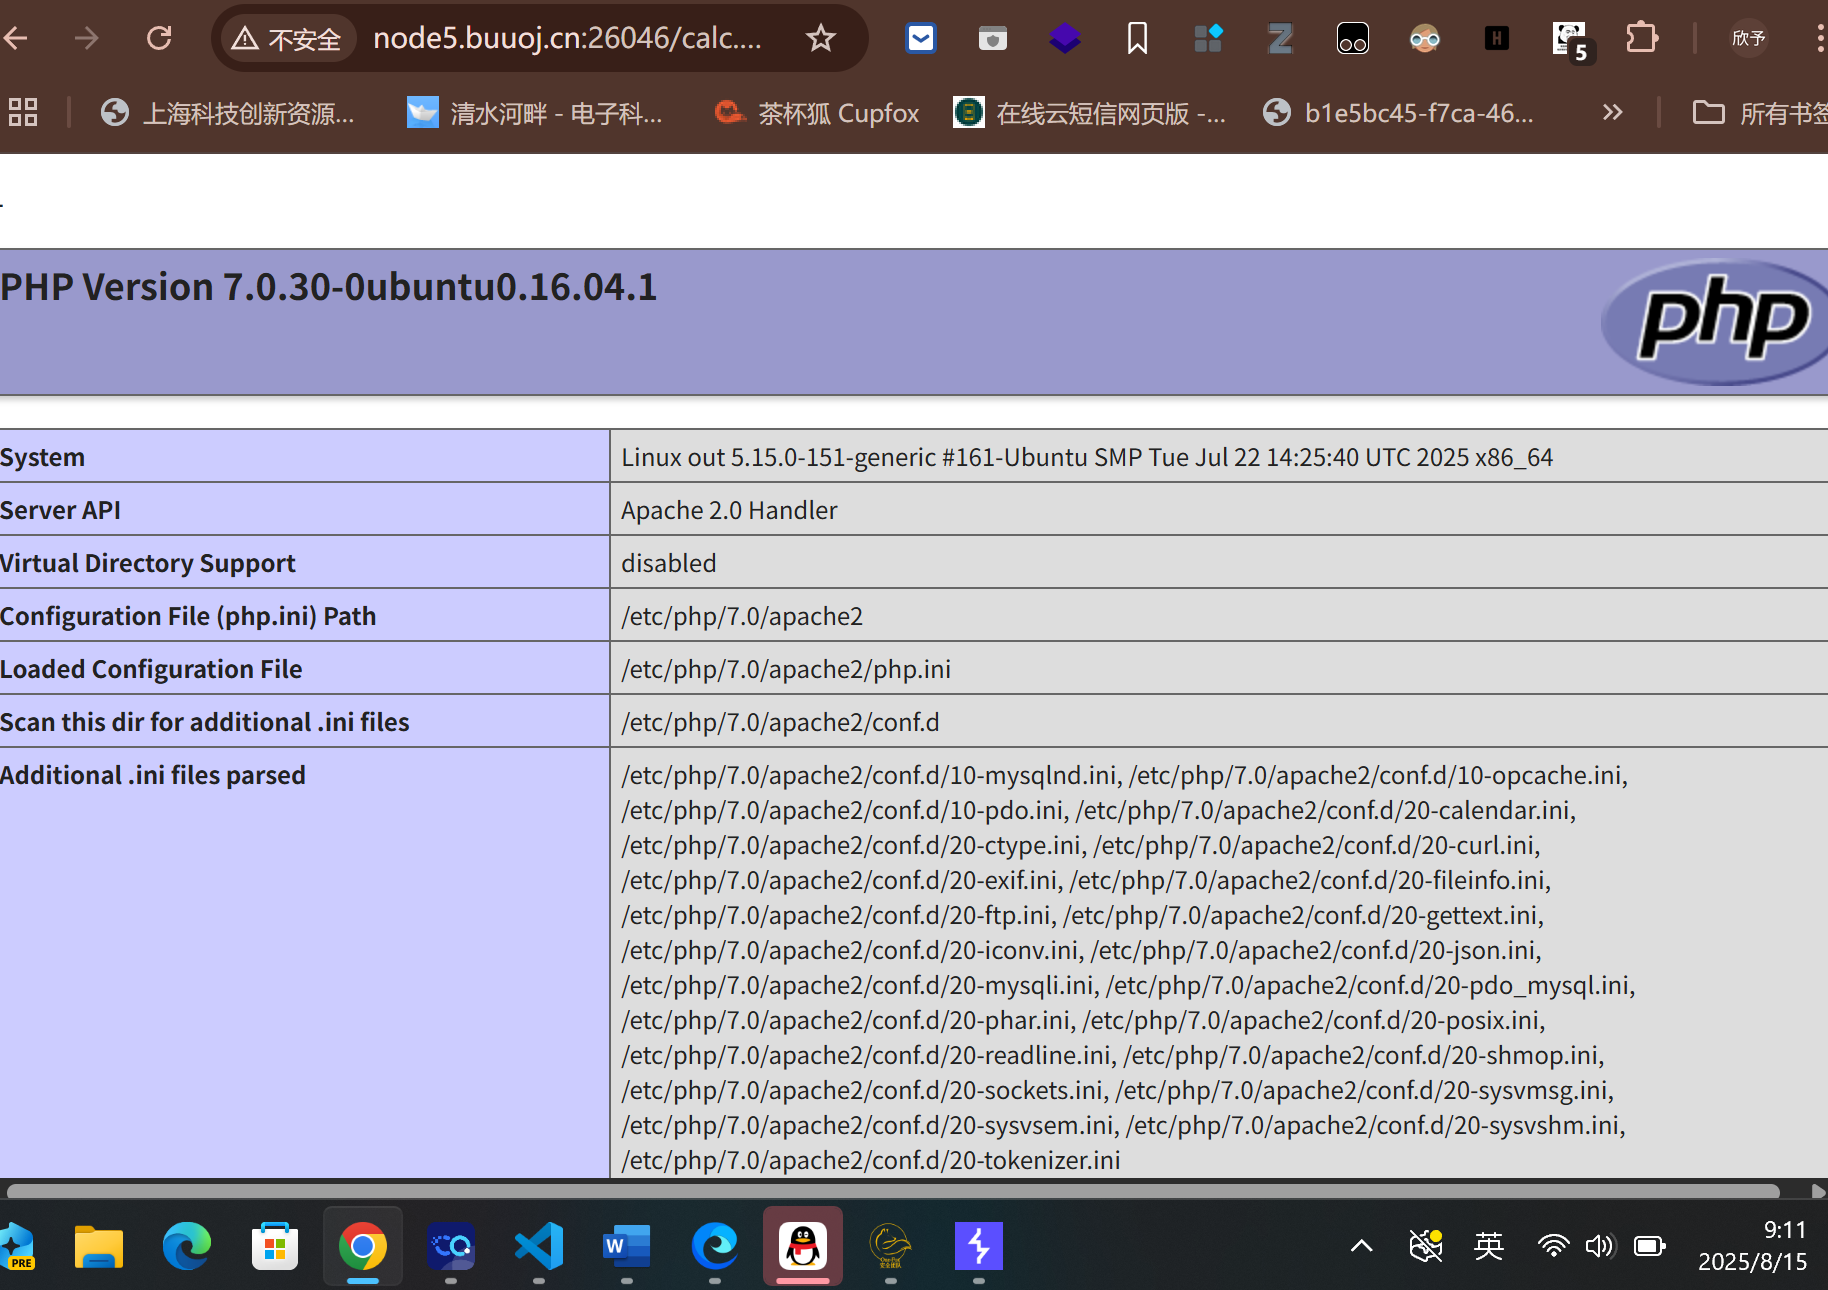 不安全 node5.buuoj.cn:26046/calc.... 5 欣予
上海科技创新资源... 清水河畔 - 电子科... 茶杯狐 Cupfox 在线云短信网页版 -... b1e5bc45-f7ca-46... 所有书签
PHP Version 7.0.30-0ubuntu0.16.04.1
php
System Linux out 5.15.0-151-generic #161-Ubuntu SMP Tue Jul 22 14:25:40 UTC 2025 x86_64
Server API Apache 2.0 Handler
Virtual Directory Support disabled
Configuration File (php.ini) Path /etc/php/7.0/apache2
Loaded Configuration File /etc/php/7.0/apache2/php.ini
Scan this dir for additional .ini files /etc/php/7.0/apache2/conf.d
Additional .ini files parsed /etc/php/7.0/apache2/conf.d/10-mysqlnd.ini, /etc/php/7.0/apache2/conf.d/10-opcache.ini,
/etc/php/7.0/apache2/conf.d/10-pdo.ini, /etc/php/7.0/apache2/conf.d/20-calendar.ini,
/etc/php/7.0/apache2/conf.d/20-ctype.ini, /etc/php/7.0/apache2/conf.d/20-curl.ini,
/etc/php/7.0/apache2/conf.d/20-exif.ini, /etc/php/7.0/apache2/conf.d/20-fileinfo.ini,
/etc/php/7.0/apache2/conf.d/20-ftp.ini, /etc/php/7.0/apache2/conf.d/20-gettext.ini,
/etc/php/7.0/apache2/conf.d/20-iconv.ini, /etc/php/7.0/apache2/conf.d/20-json.ini,
/etc/php/7.0/apache2/conf.d/20-mysqli.ini, /etc/php/7.0/apache2/conf.d/20-pdo_mysql.ini,
/etc/php/7.0/apache2/conf.d/20-phar.ini, /etc/php/7.0/apache2/conf.d/20-posix.ini,
/etc/php/7.0/apache2/conf.d/20-readline.ini, /etc/php/7.0/apache2/conf.d/20-shmop.ini,
/etc/php/7.0/apache2/conf.d/20-sockets.ini, /etc/php/7.0/apache2/conf.d/20-sysvmsg.ini,
/etc/php/7.0/apache2/conf.d/20-sysvsem.ini, /etc/php/7.0/apache2/conf.d/20-sysvshm.ini,
/etc/php/7.0/apache2/conf.d/20-tokenizer.ini
PRE
W
英
9:11
2025/8/15